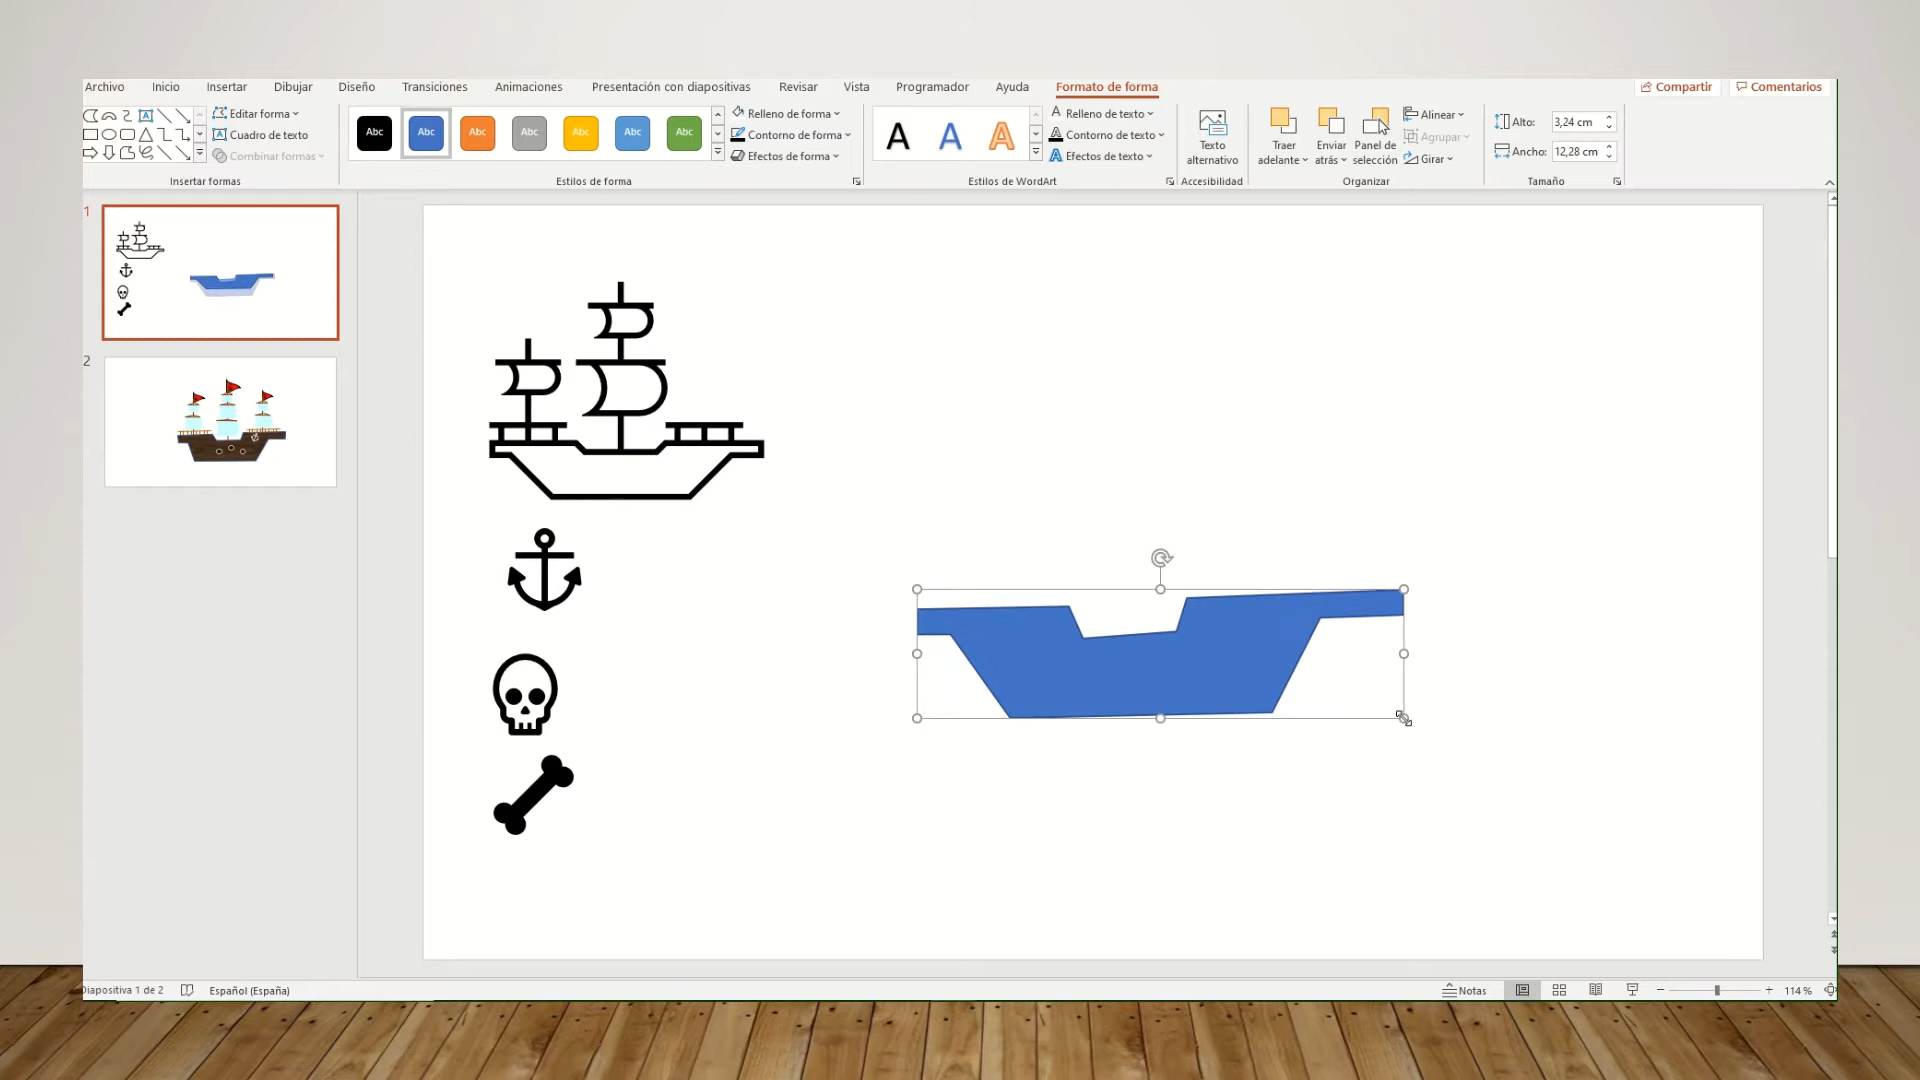 Archivo Inicio Insertar Dibujar Diseño Transiciones Animaciones Presentación con diapositivas Revisar Vista Programador Ayuda Formato de forma Compartir Comentarios
Editar forma
Cuadro de texto
Combinar formas
Insertar formas
Abc Abc Abc Abc Abc Abc Abc
Relleno de forma
Contorno de forma
Efectos de forma
Estilos de forma
A A A
Relleno de texto
Contorno de texto
Efectos de texto
Estilos de WordArt
Texto
alternativo
Accesibilidad
Traer
adelante
Enviar
atrás
Panel de
selección
Alinear
Agrupar
Girar
Organizar
Alto: 3,24 cm
Ancho: 12,28 cm
Tamaño
1
2
Diapositiva 1 de 2 Español (España) Notas 114 %